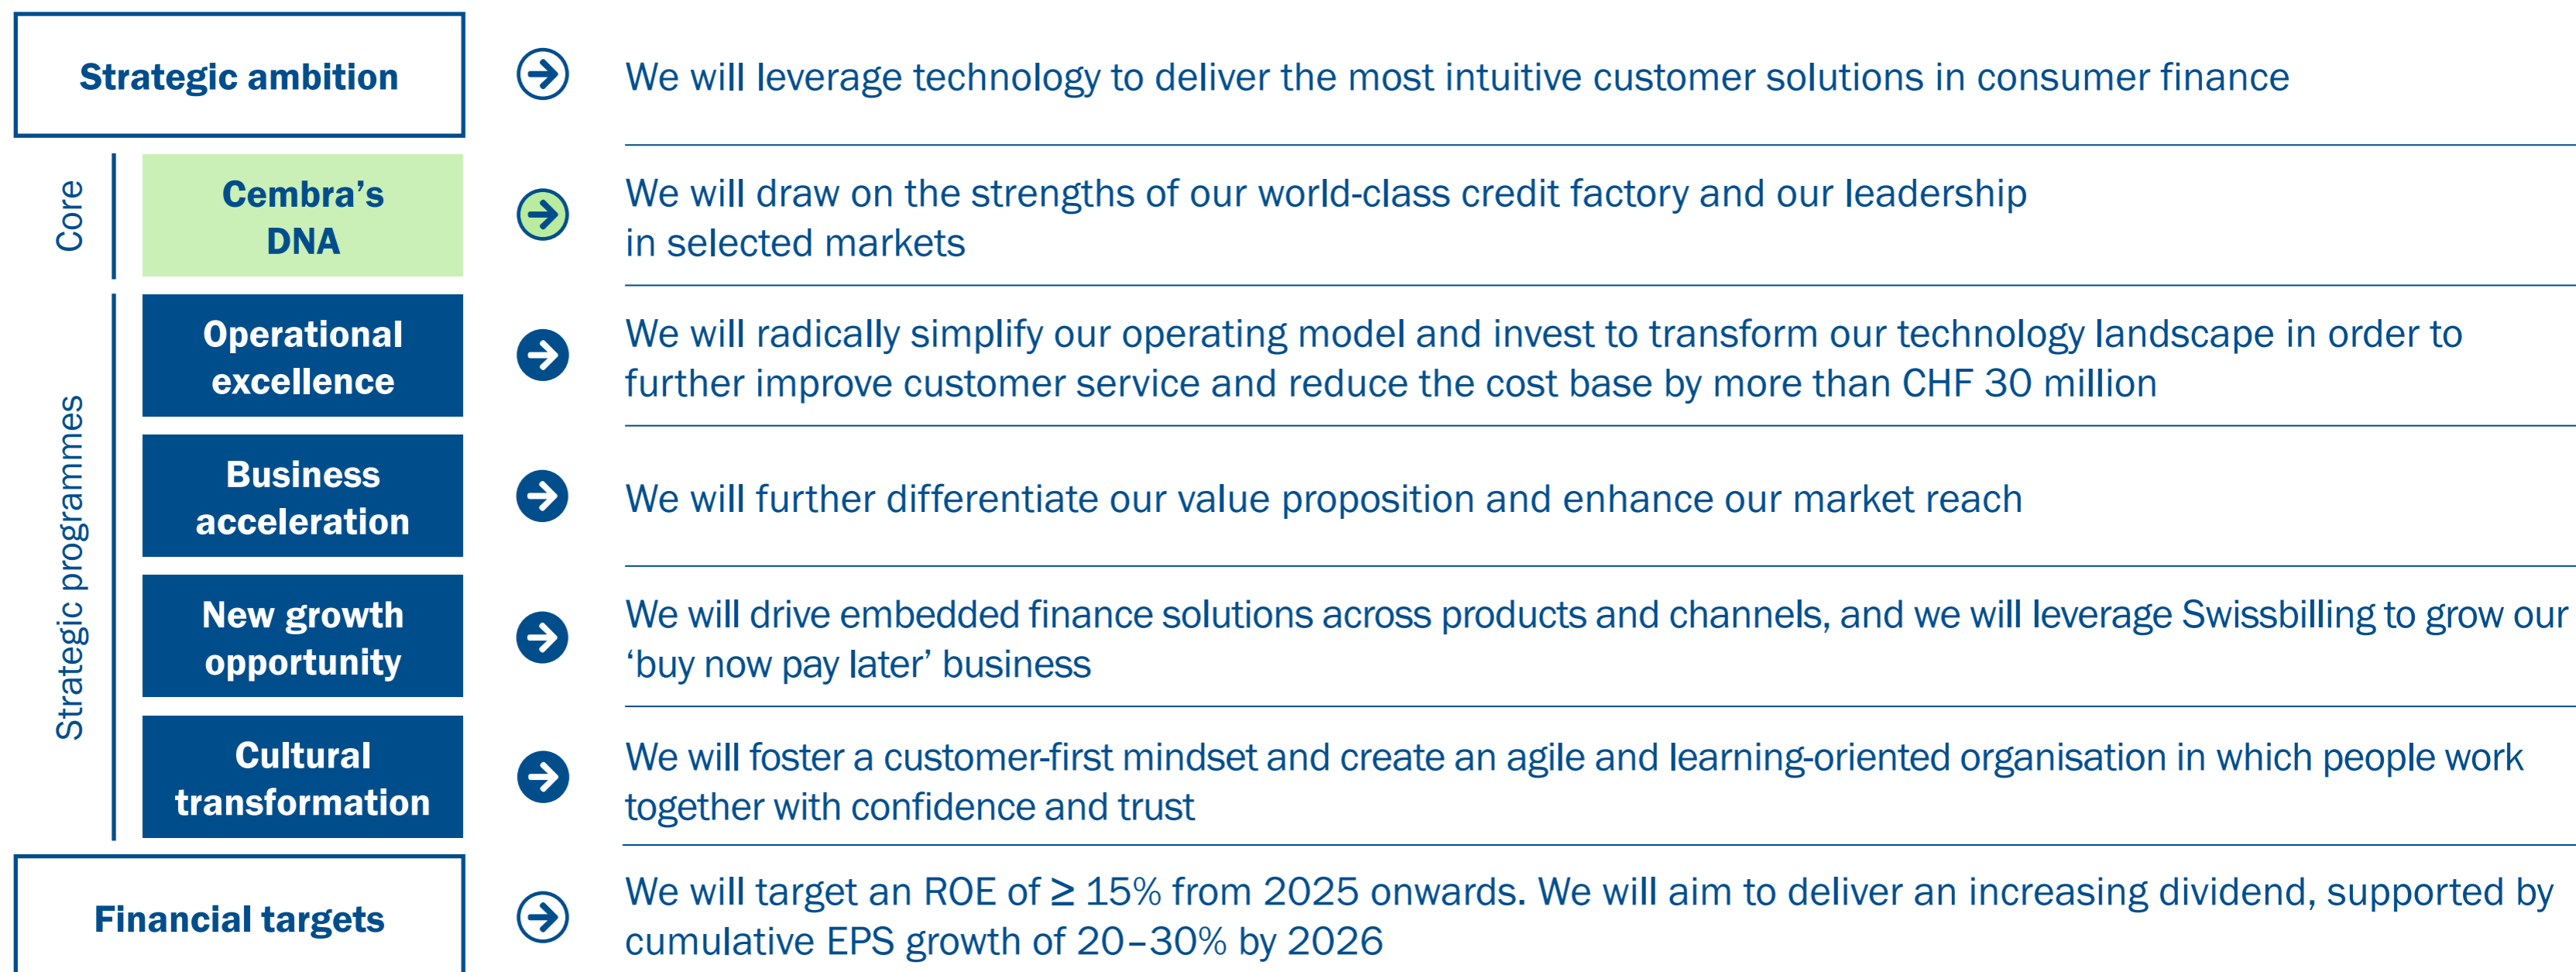 Strategic ambition
We will leverage technology to deliver the most intuitive customer solutions in consumer finance
Core
Cembra’s
DNA
We will draw on the strengths of our world-class credit factory and our leadership
in selected markets
Strategic programmes
Operational
excellence
We will radically simplify our operating model and invest to transform our technology landscape in order to
further improve customer service and reduce the cost base by more than CHF 30 million
Business
acceleration
We will further differentiate our value proposition and enhance our market reach
New growth
opportunity
We will drive embedded finance solutions across products and channels, and we will leverage Swissbilling to grow our
‘buy now pay later’ business
Cultural
transformation
We will foster a customer-first mindset and create an agile and learning-oriented organisation in which people work
together with confidence and trust
Financial targets
We will target an ROE of ≥ 15% from 2025 onwards. We will aim to deliver an increasing dividend, supported by
cumulative EPS growth of 20–30% by 2026